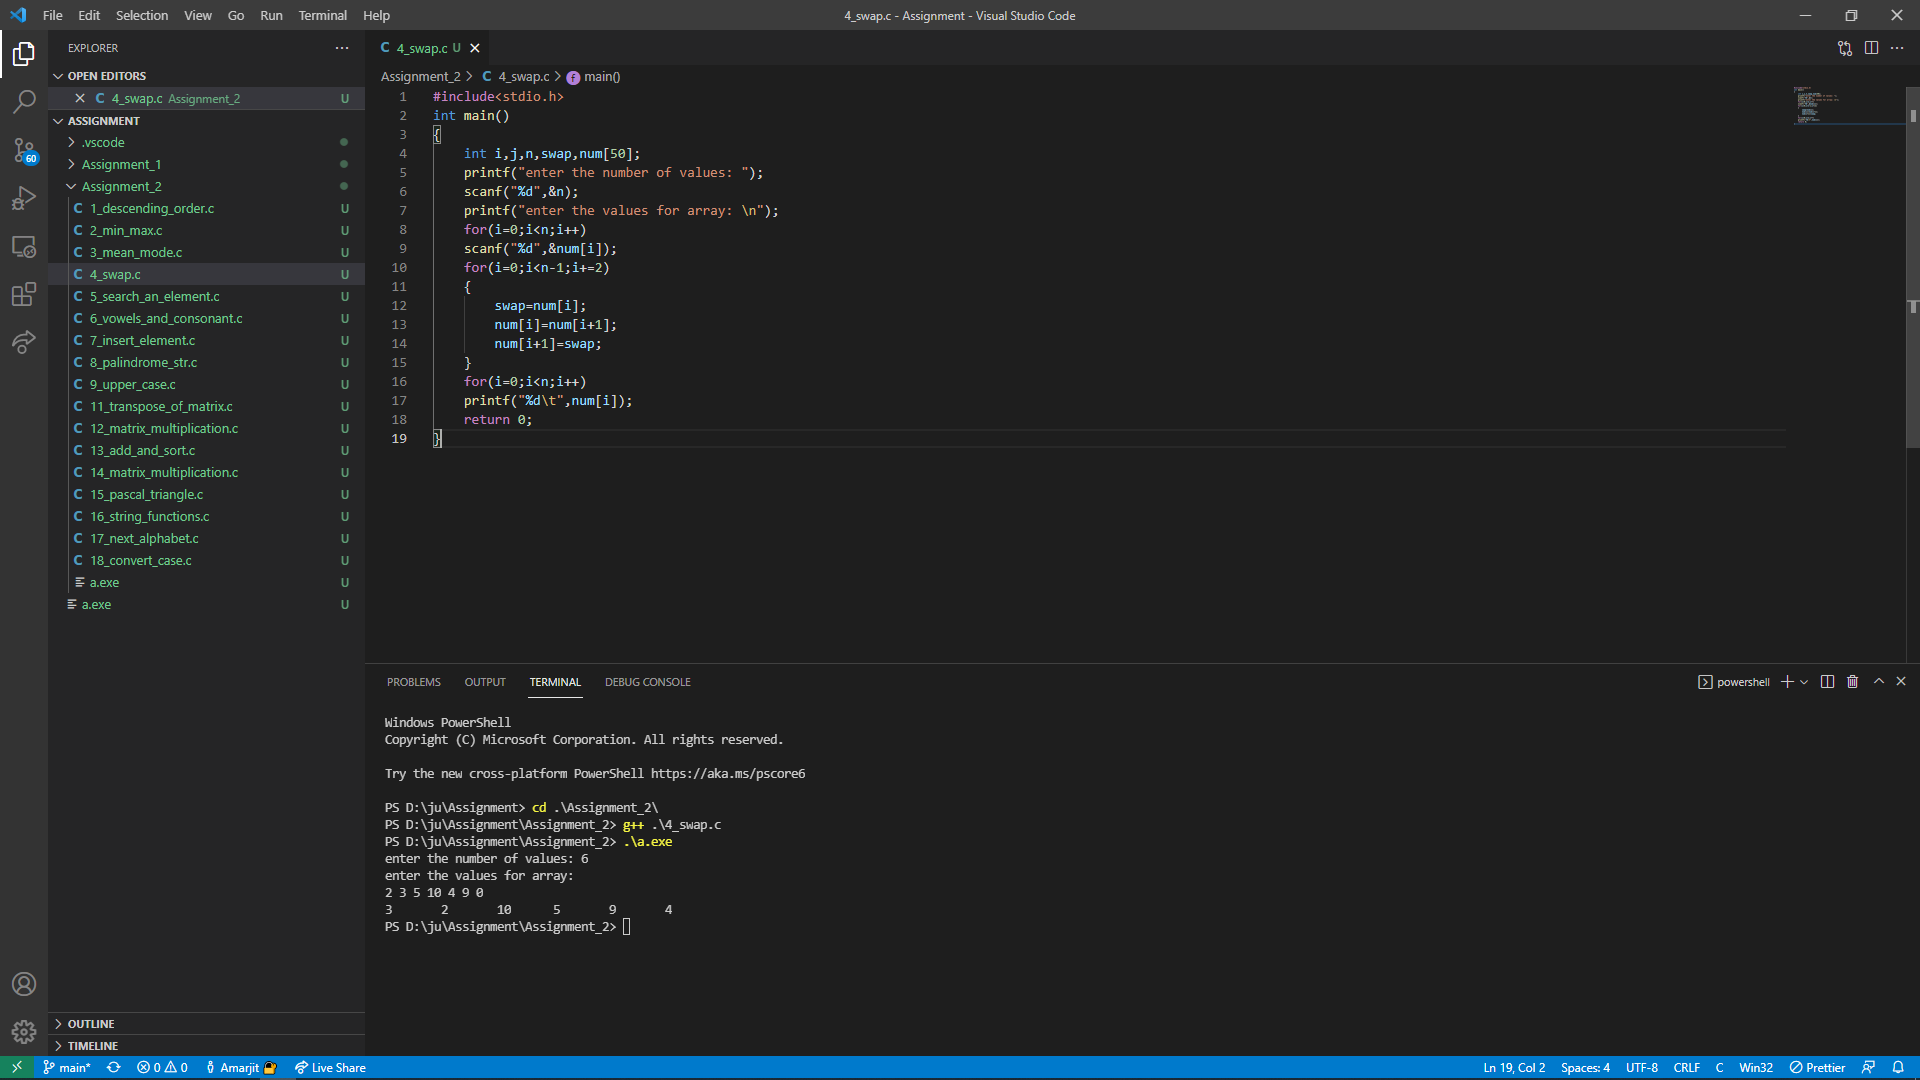 File Edit Selection View Go Run Terminal Help
4_swap.c - Assignment - Visual Studio Code
EXPLORER
OPEN EDITORS
4_swap.c Assignment_2 U
ASSIGNMENT
.vscode
Assignment_1
Assignment_2
C 1_descending_order.c U
C 2_min_max.c U
C 3_mean_mode.c U
C 4_swap.c U
C 5_search_an_element.c U
C 6_vowels_and_consonant.c U
C 7_insert_element.c U
C 8_palindrome_str.c U
C 9_upper_case.c U
C 11_transpose_of_matrix.c U
C 12_matrix_multiplication.c U
C 13_add_and_sort.c U
C 14_matrix_multiplication.c U
C 15_pascal_triangle.c U
C 16_string_functions.c U
C 17_next_alphabet.c U
C 18_convert_case.c U
a.exe U
a.exe U
60
OUTLINE
TIMELINE
C 4_swap.c U
Assignment_2 > C 4_swap.c > f main()
1 #include<stdio.h>
2 int main()
3 {
4 int i,j,n,swap,num[50];
5 printf("enter the number of values: ");
6 scanf("%d",&n);
7 printf("enter the values for array: \n");
8 for(i=0;i<n;i++)
9 scanf("%d",&num[i]);
10 for(i=0;i<n-1;i+=2)
11 {
12 swap=num[i];
13 num[i]=num[i+1];
14 num[i+1]=swap;
15 }
16 for(i=0;i<n;i++)
17 printf("%d\t",num[i]);
18 return 0;
19 }
PROBLEMS OUTPUT TERMINAL DEBUG CONSOLE
powershell
Windows PowerShell
Copyright (C) Microsoft Corporation. All rights reserved.
Try the new cross-platform PowerShell https://aka.ms/pscore6
PS D:\ju\Assignment> cd .\Assignment_2\
PS D:\ju\Assignment\Assignment_2> g++ .\4_swap.c
PS D:\ju\Assignment\Assignment_2> .\a.exe
enter the number of values: 6
enter the values for array:
2 3 5 10 4 9 0
3 2 10 5 9 4
PS D:\ju\Assignment\Assignment_2>
main* 0 0 Amarjit Live Share
Ln 19, Col 2 Spaces: 4 UTF-8 CRLF C Win32 Prettier